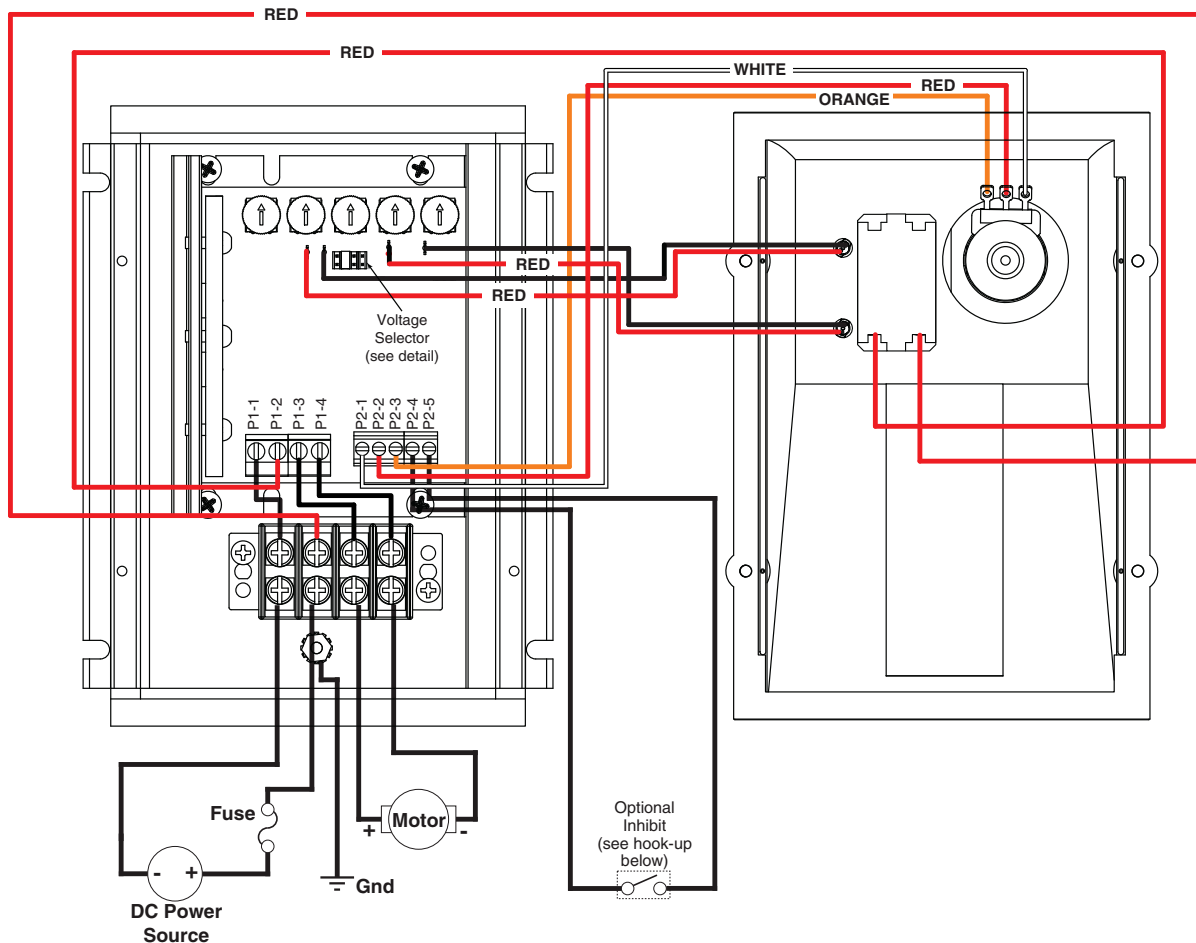 RED
RED
WHITE
RED
ORANGE
RED
RED
Voltage
Selector
(see detail)
P1-1
P1-2
P1-3
P1-4
P2-1
P2-2
P2-3
P2-4
P2-5
Fuse
+
Motor
-
Optional
Inhibit
(see hook-up
below)
-
+
Gnd
DC Power
Source